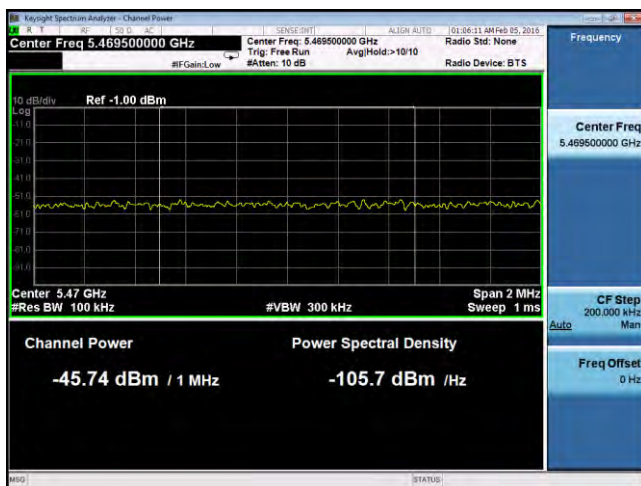 Keysight Spectrum Analyzer - Channel Power
R T RF 50 Ω AC SENSE:INT ALIGN AUTO 01:06:11 AM Feb 05, 2016
Center Freq 5.469500000 GHz
Center Freq: 5.469500000 GHz
Radio Std: None
Trig: Free Run
Avg|Hold:>10/10
#IFGain:Low
#Atten: 10 dB
Radio Device: BTS
Frequency
10 dB/div Ref -1.00 dBm
Log
-11.0
-21.0
-31.0
-41.0
-51.0
-61.0
-71.0
-81.0
-91.0
Center Freq
5.469500000 GHz
Center 5.47 GHz
Span 2 MHz
#Res BW 100 kHz
#VBW 300 kHz
Sweep 1 ms
CF Step
200.000 kHz
Auto Man
Channel Power
Power Spectral Density
-45.74 dBm / 1 MHz
-105.7 dBm /Hz
Freq Offset
0 Hz
MSG
STATUS